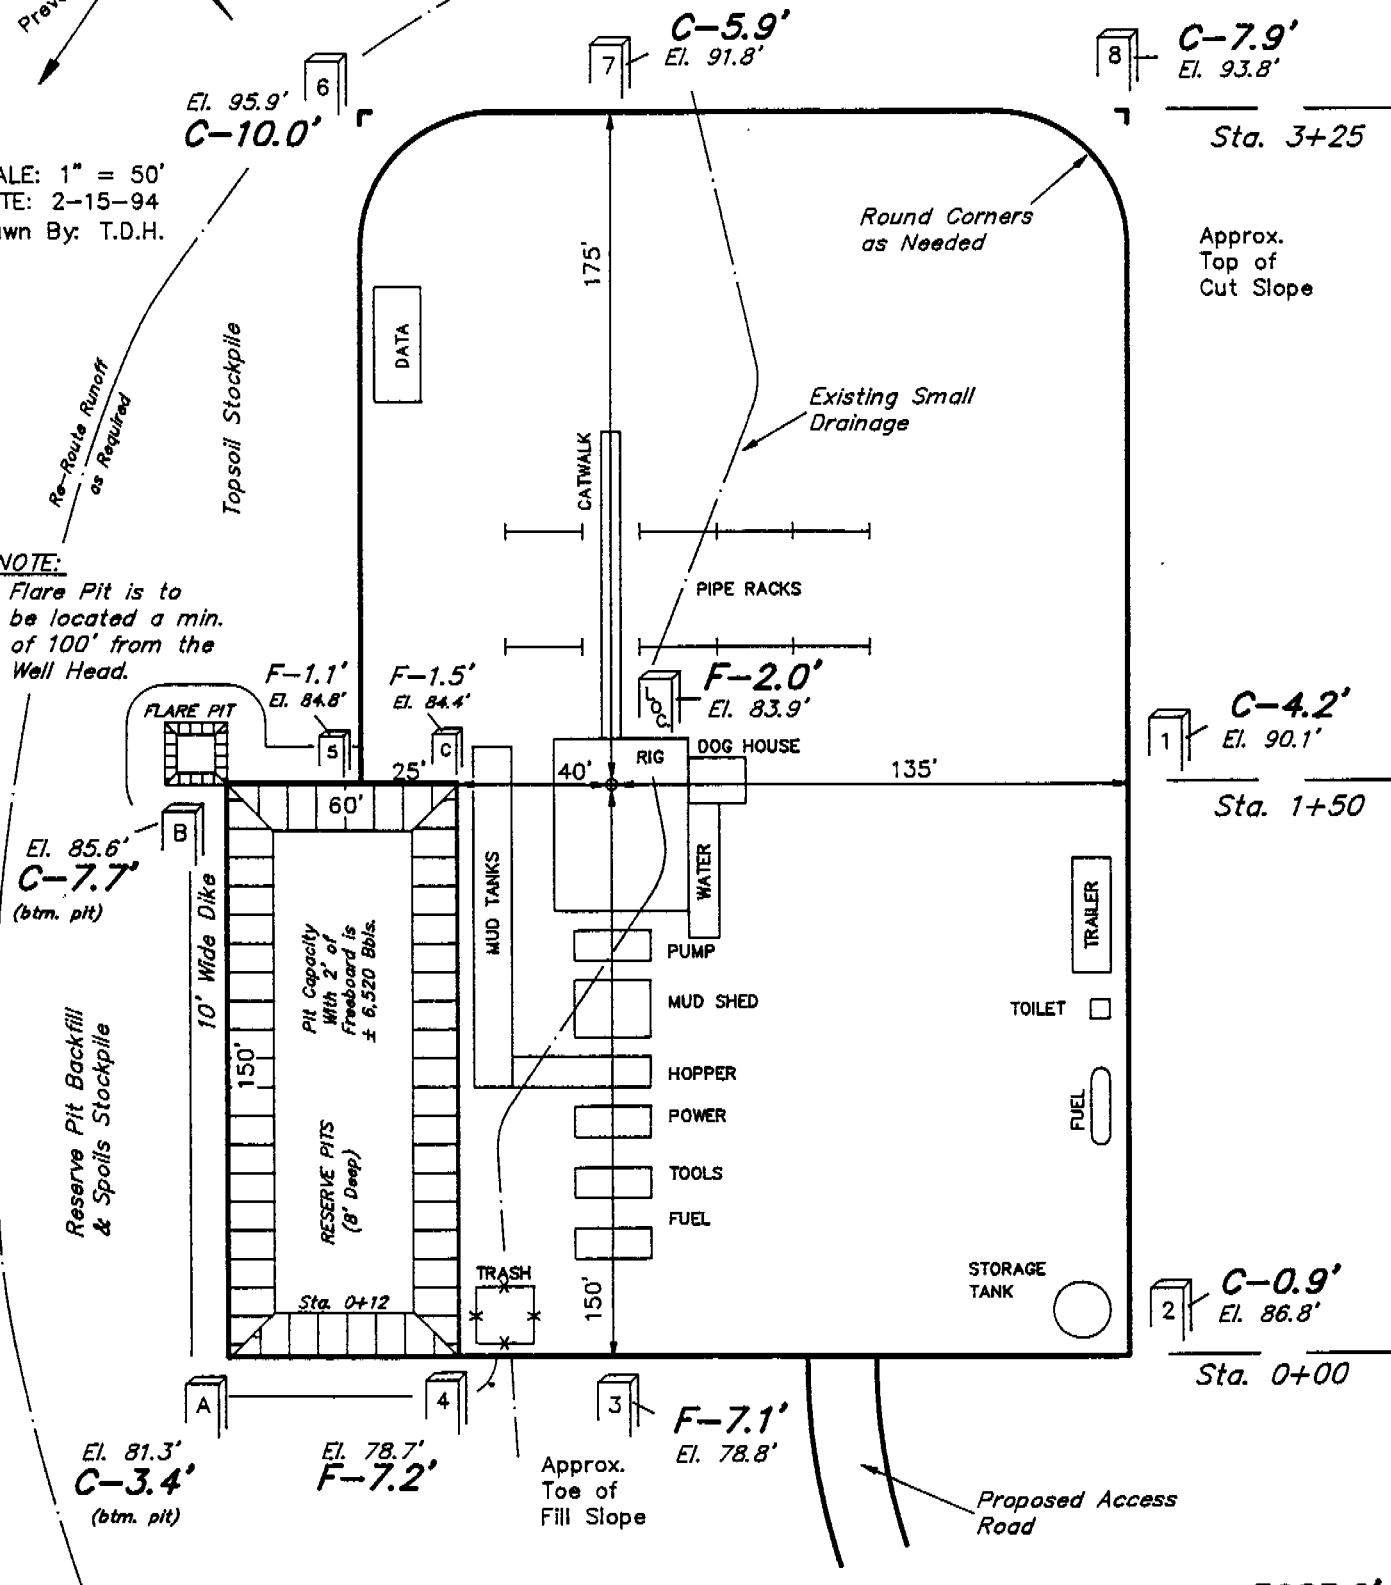 C-5.9'
El. 91.8'
C-7.9'
El. 93.8'
6
7
8
El. 95.9'
C-10.0'
Sta. 3+25
1" = 50'
2-15-94
By: T.D.H.
Round Corners
as Needed
Approx.
Top of
Cut Slope
175'
DATA
Topsoil Stockpile
Re-Route Runoff
as Required
Existing Small
Drainage
CATWALK
NOTE:
Flare Pit is to
be located a min.
of 100' from the
Well Head.
PIPE RACKS
F-1.1'
El. 84.8'
F-1.5'
El. 84.4'
LOC.
F-2.0'
El. 83.9'
C-4.2'
El. 90.1'
1
FLARE PIT
5
C
RIG
DOG HOUSE
25'
40'
135'
60'
Sta. 1+50
B
El. 85.6'
C-7.7'
(btm. pit)
10' Wide Dike
MUD TANKS
WATER
TRAILER
Pit Capacity
With 2' of
Freeboard is
± 6,520 Bbls.
PUMP
MUD SHED
TOILET
HOPPER
POWER
FUEL
150'
Reserve Pit Backfill
& Spoils Stockpile
RESERVE PITS
(8' Deep)
TOOLS
FUEL
TRASH
STORAGE
TANK
Sta. 0+12
150'
2
C-0.9'
El. 86.8'
Sta. 0+00
A
4
3
F-7.1'
El. 78.8'
El. 81.3'
C-3.4'
(btm. pit)
El. 78.7'
F-7.2'
Approx.
Toe of
Fill Slope
Proposed Access
Road